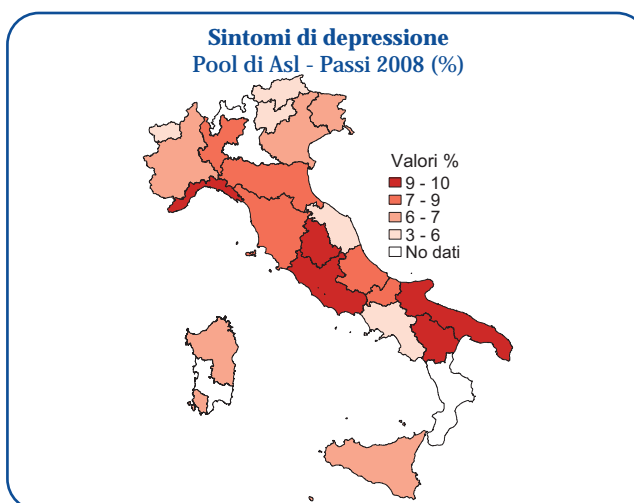 Sintomi di depressione
Pool di Asl - Passi 2008 (%)
Valori %
9 - 10
7 - 9
6 - 7
3 - 6
No dati